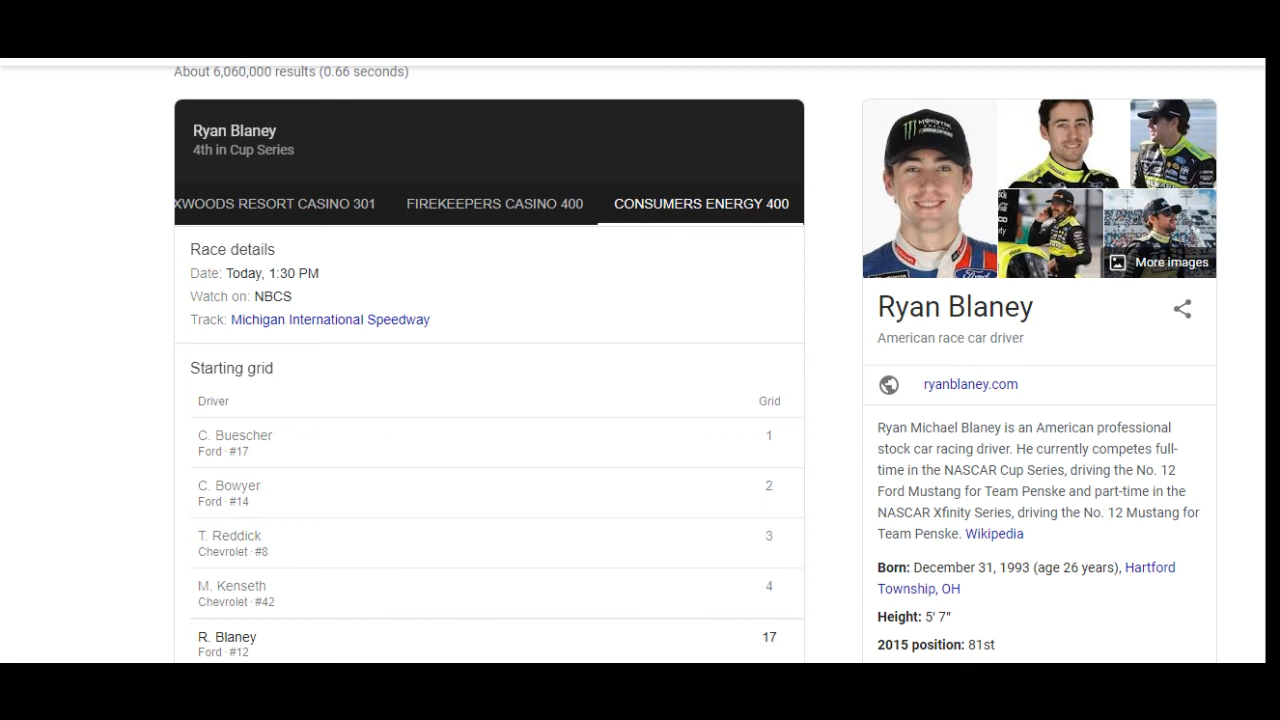 About 6,060,000 results (0.66 seconds)
Ryan Blaney
4th in Cup Series
XWOODS RESORT CASINO 301
FIREKEEPERS CASINO 400
CONSUMERS ENERGY 400
Race details
Date: Today, 1:30 PM
Watch on: NBCS
Track: Michigan International Speedway
Starting grid
Driver Grid
C. Buescher 1
Ford · #17
C. Bowyer 2
Ford · #14
T. Reddick 3
Chevrolet · #8
M. Kenseth 4
Chevrolet · #42
R. Blaney 17
Ford · #12
MONSTER
Ford
More images
Ryan Blaney
American race car driver
ryanblaney.com
Ryan Michael Blaney is an American professional
stock car racing driver. He currently competes full-
time in the NASCAR Cup Series, driving the No. 12
Ford Mustang for Team Penske and part-time in the
NASCAR Xfinity Series, driving the No. 12 Mustang for
Team Penske. Wikipedia
Born: December 31, 1993 (age 26 years), Hartford
Township, OH
Height: 5′ 7″
2015 position: 81st